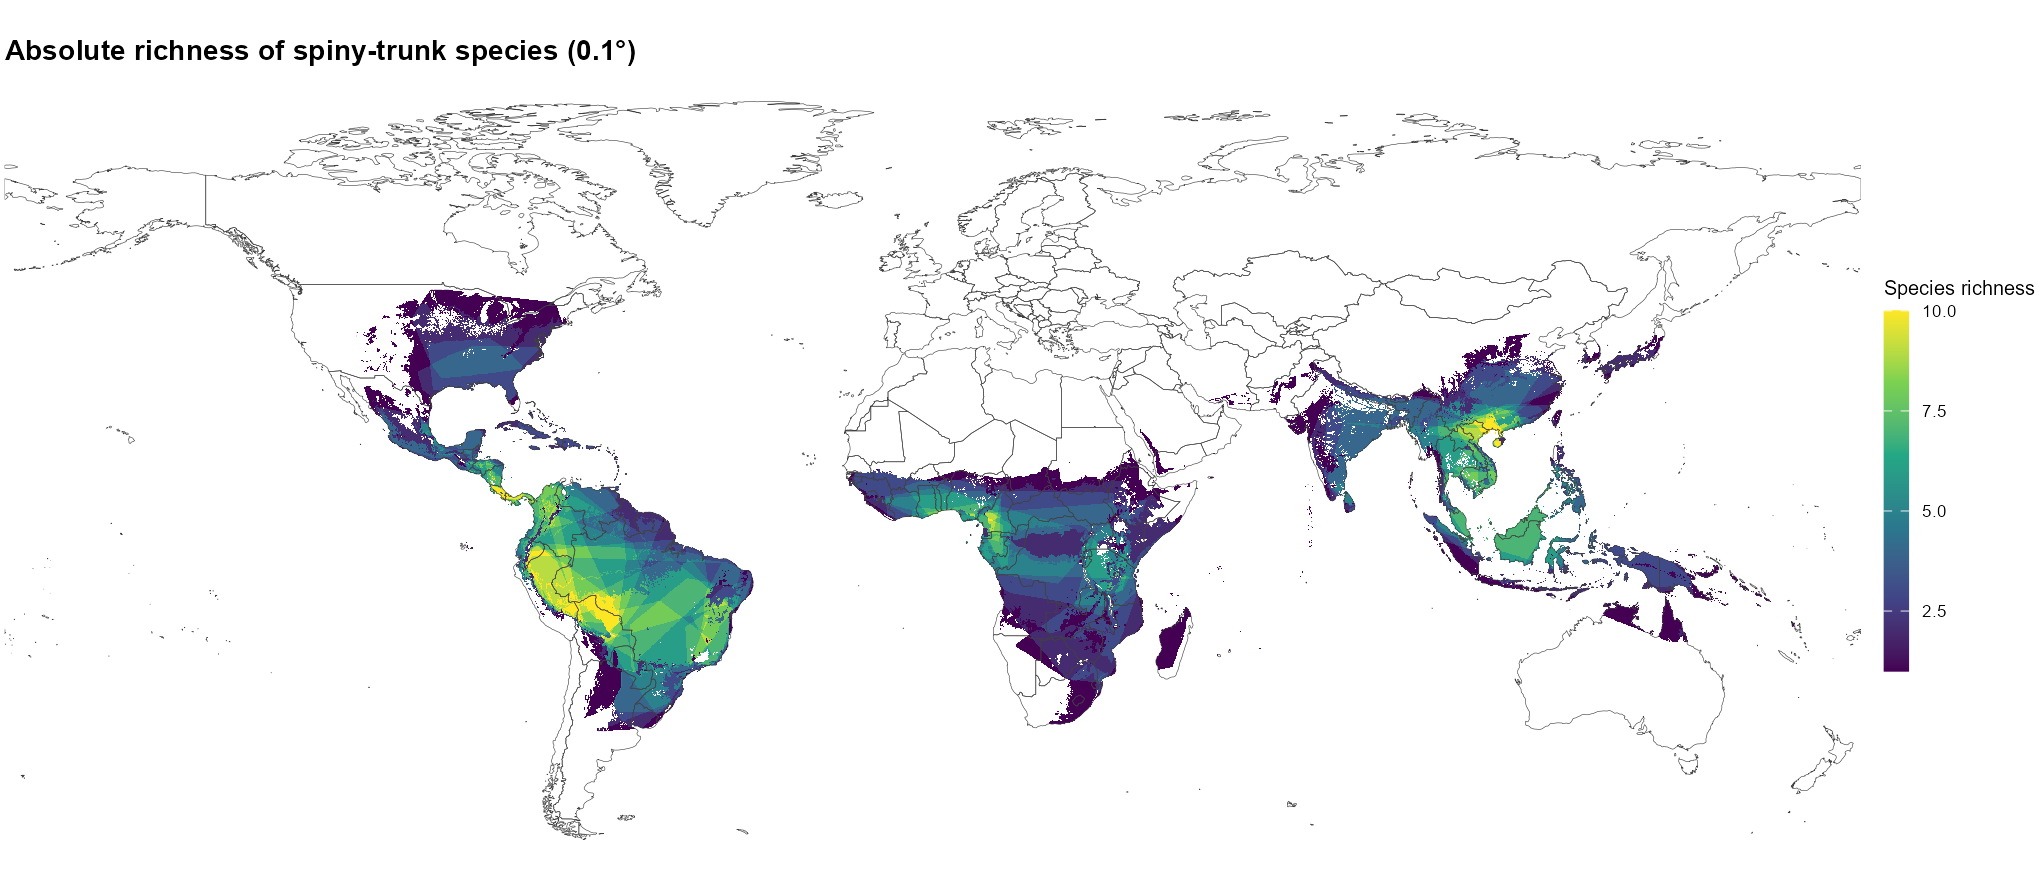 Absolute richness of spiny-trunk species (0.1°)
Species richness
10.0
7.5
5.0
2.5